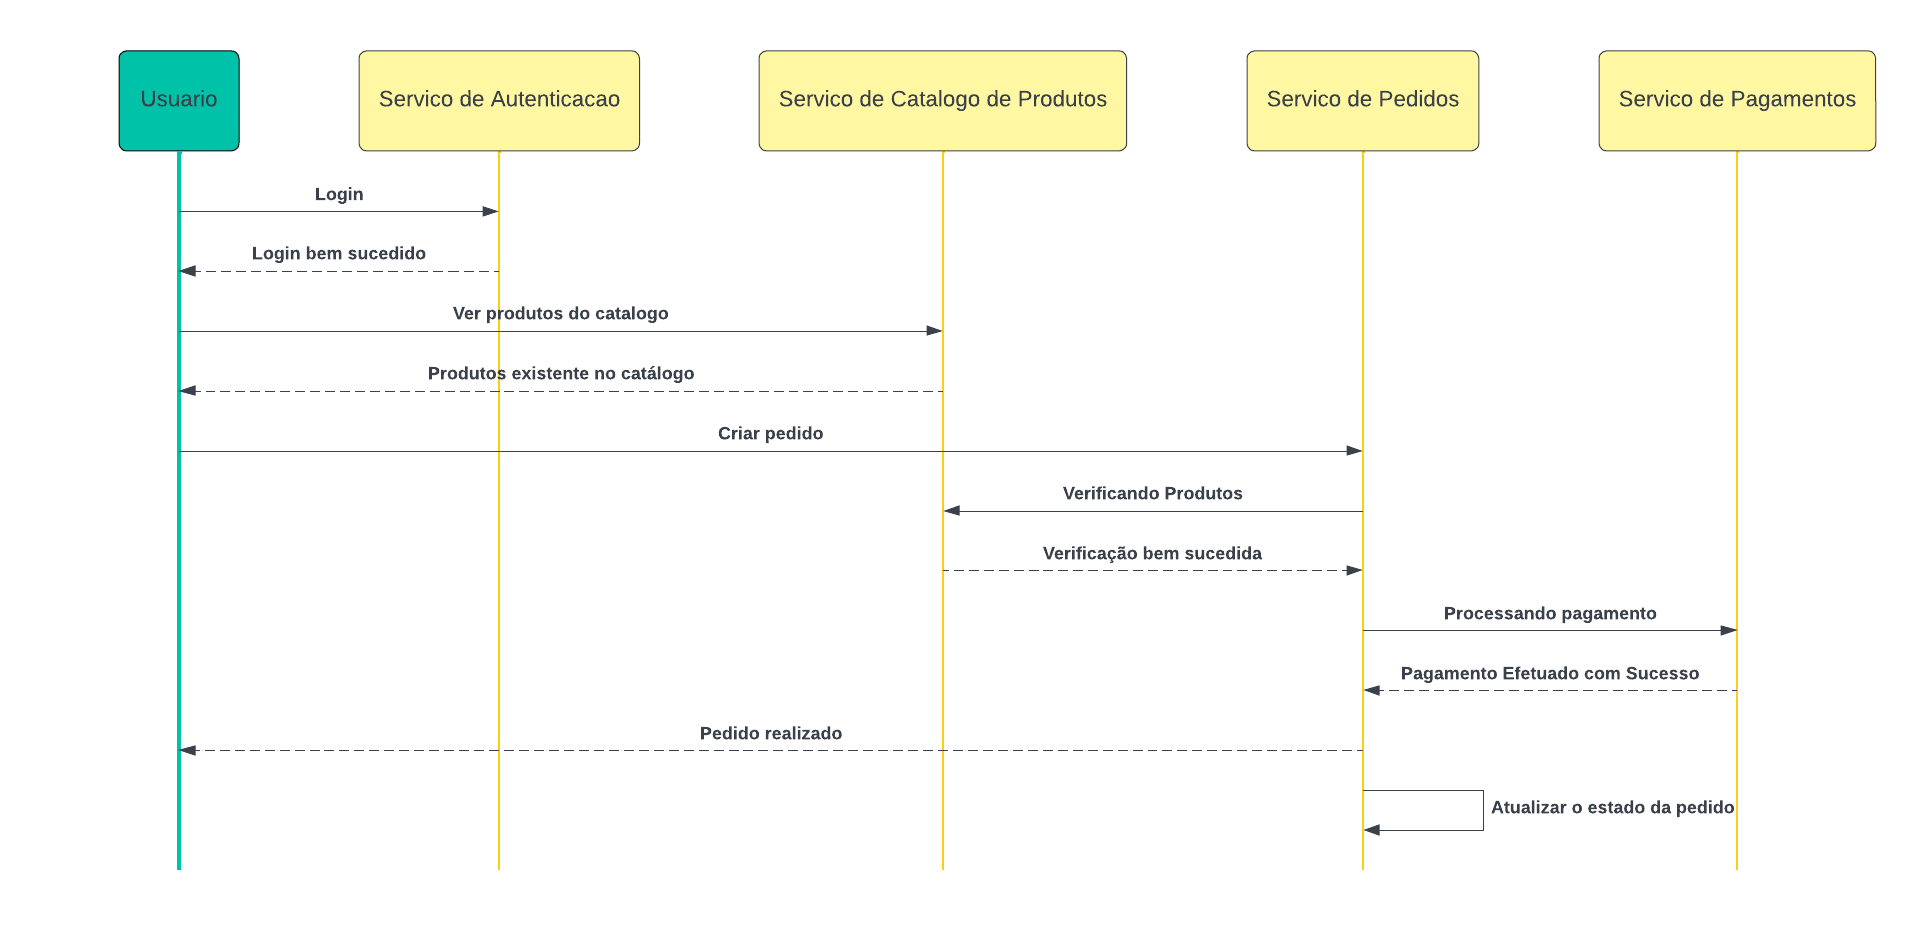 Usuario
Servico de Autenticacao
Servico de Catalogo de Produtos
Servico de Pedidos
Servico de Pagamentos
Login
Login bem sucedido
Ver produtos do catalogo
Produtos existente no catálogo
Criar pedido
Verificando Produtos
Verificação bem sucedida
Processando pagamento
Pagamento Efetuado com Sucesso
Pedido realizado
Atualizar o estado da pedido